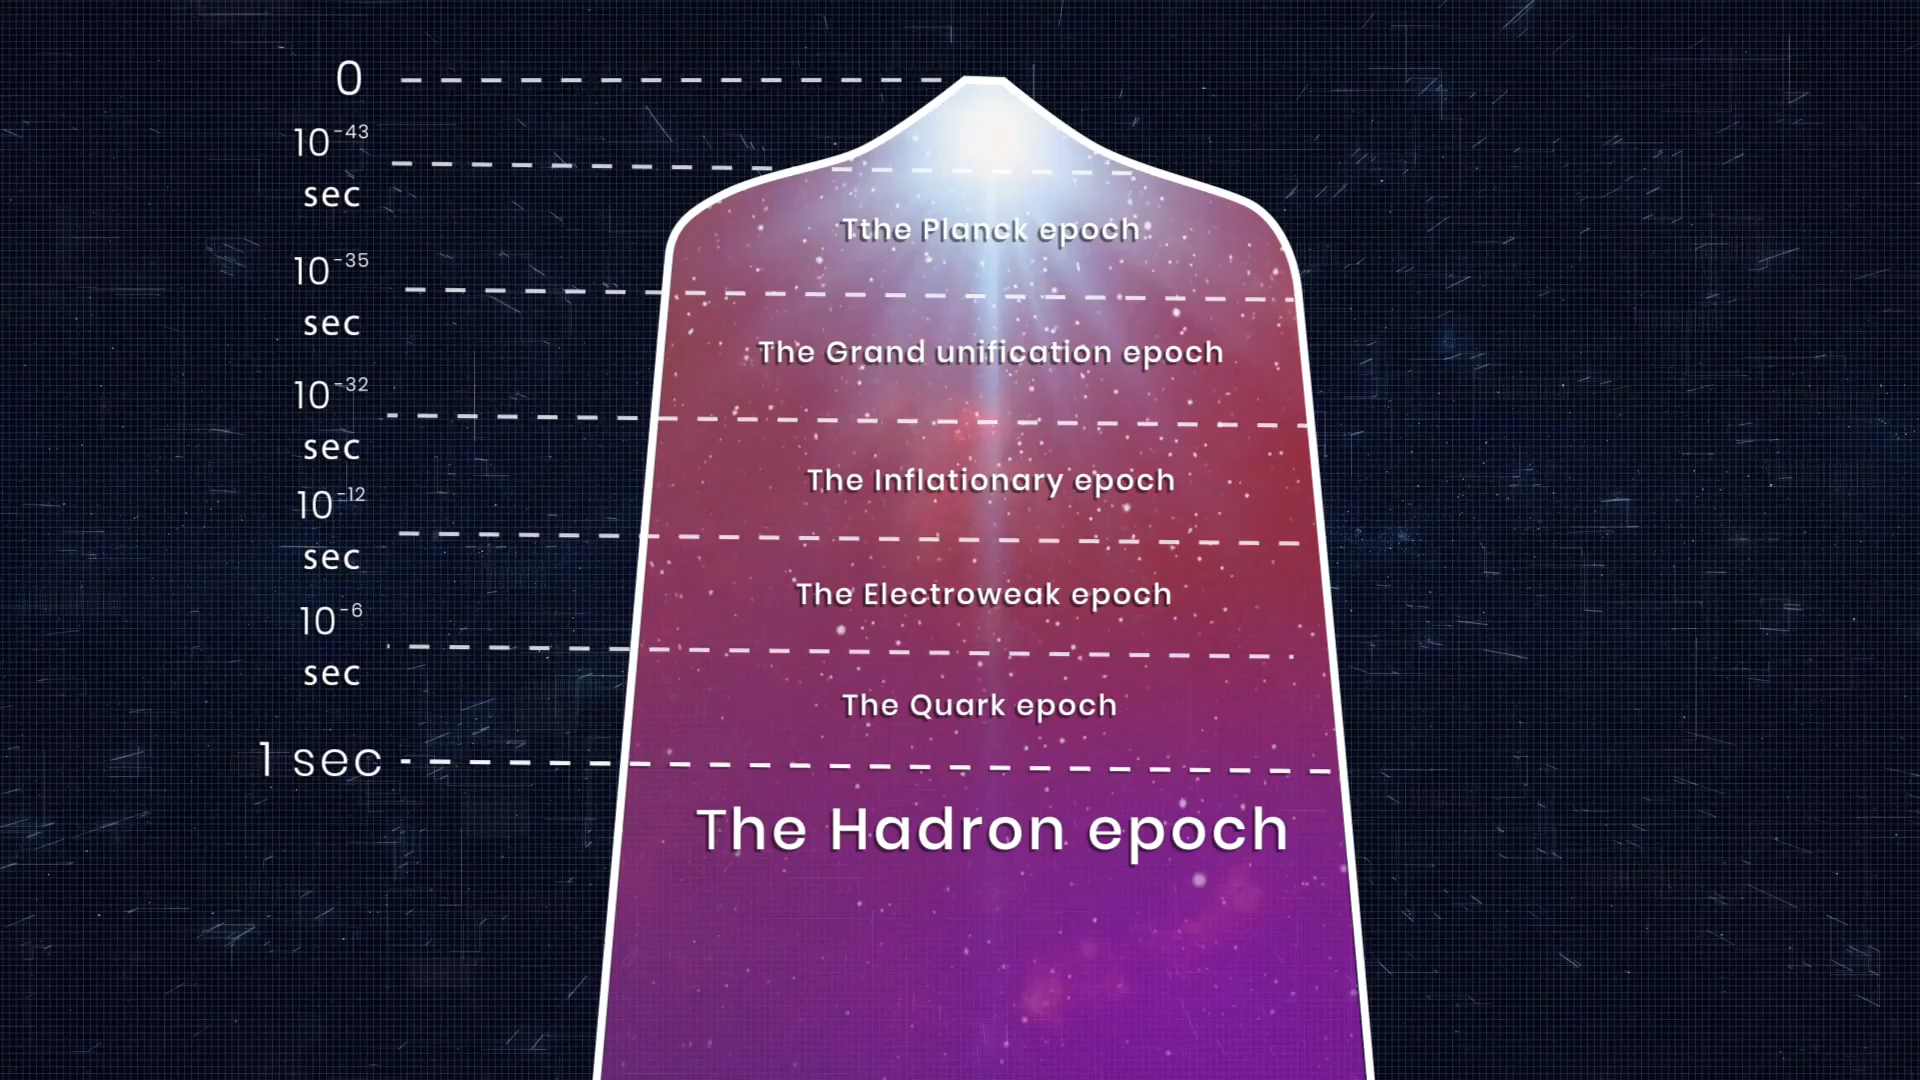 0
10⁻⁴³
sec
Tthe Planck epoch
10⁻³⁵
sec
The Grand unification epoch
10⁻³²
sec
The Inflationary epoch
10⁻¹²
sec
The Electroweak epoch
10⁻⁶
sec
The Quark epoch
1 sec
The Hadron epoch